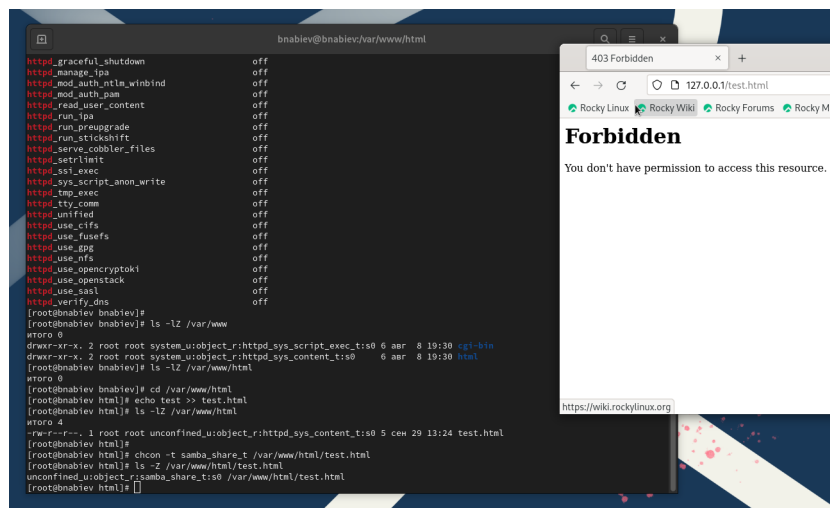 bnabiev@bnabiev:/var/www/html
httpd_graceful_shutdown off
httpd_manage_ipa off
httpd_mod_auth_ntlm_winbind off
httpd_mod_auth_pam off
httpd_read_user_content off
httpd_run_ipa off
httpd_run_preupgrade off
httpd_run_stickshift off
httpd_serve_cobbler_files off
httpd_setrlimit off
httpd_ssi_exec off
httpd_sys_script_anon_write off
httpd_tmp_exec off
httpd_tty_comm off
httpd_unified off
httpd_use_cifs off
httpd_use_fusefs off
httpd_use_gpg off
httpd_use_nfs off
httpd_use_opencryptoki off
httpd_use_openstack off
httpd_use_sasl off
httpd_verify_dns off
[root@bnabiev bnabiev]#
[root@bnabiev bnabiev]# ls -lZ /var/www
итого 0
drwxr-xr-x. 2 root root system_u:object_r:httpd_sys_script_exec_t:s0 6 авг 8 19:30 cgi-bin
drwxr-xr-x. 2 root root system_u:object_r:httpd_sys_content_t:s0 6 авг 8 19:30 html
[root@bnabiev bnabiev]# ls -lZ /var/www/html
итого 0
[root@bnabiev bnabiev]# cd /var/www/html
[root@bnabiev html]# echo test >> test.html
[root@bnabiev html]# ls -lZ /var/www/html
итого 4
-rw-r--r--. 1 root root unconfined_u:object_r:httpd_sys_content_t:s0 5 сен 29 13:24 test.html
[root@bnabiev html]#
[root@bnabiev html]# chcon -t samba_share_t /var/www/html/test.html
[root@bnabiev html]# ls -Z /var/www/html/test.html
unconfined_u:object_r:samba_share_t:s0 /var/www/html/test.html
[root@bnabiev html]#
403 Forbidden
127.0.0.1/test.html
Rocky Linux Rocky Wiki Rocky Forums Rocky M
Forbidden
You don't have permission to access this resource.
https://wiki.rockylinux.org